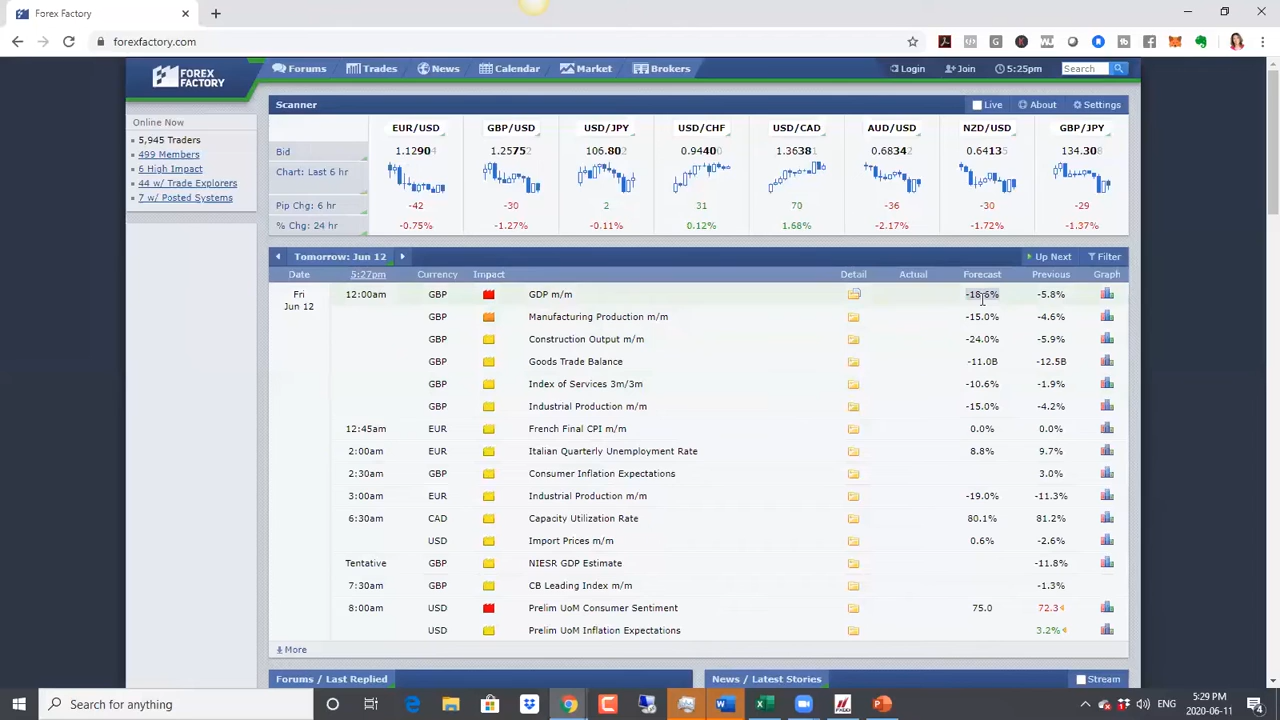 Forex Factory
forexfactory.com
FOREX FACTORY
Forums Trades News Calendar Market Brokers Login Join 5:25pm Search
Online Now
5,945 Traders
499 Members
6 High Impact
44 w/ Trade Explorers
7 w/ Posted Systems
Scanner Live About Settings
EUR/USD GBP/USD USD/JPY USD/CHF USD/CAD AUD/USD NZD/USD GBP/JPY
Bid 1.12904 1.25752 106.802 0.94400 1.36381 0.68342 0.64135 134.308
Chart: Last 6 hr
Pip Chg: 6 hr -42 -30 2 31 70 -36 -30 -29
% Chg: 24 hr -0.75% -1.27% -0.11% 0.12% 1.68% -2.17% -1.72% -1.37%
Tomorrow: Jun 12 Up Next Filter
Date 5:27pm Currency Impact Detail Actual Forecast Previous Graph
Fri Jun 12 12:00am GBP GDP m/m -18.6% -5.8%
GBP Manufacturing Production m/m -15.0% -4.6%
GBP Construction Output m/m -24.0% -5.9%
GBP Goods Trade Balance -11.0B -12.5B
GBP Index of Services 3m/3m -10.6% -1.9%
GBP Industrial Production m/m -15.0% -4.2%
12:45am EUR French Final CPI m/m 0.0% 0.0%
2:00am EUR Italian Quarterly Unemployment Rate 8.8% 9.7%
2:30am GBP Consumer Inflation Expectations 3.0%
3:00am EUR Industrial Production m/m -19.0% -11.3%
6:30am CAD Capacity Utilization Rate 80.1% 81.2%
USD Import Prices m/m 0.6% -2.6%
Tentative GBP NIESR GDP Estimate -11.8%
7:30am GBP CB Leading Index m/m -1.3%
8:00am USD Prelim UoM Consumer Sentiment 75.0 72.3
USD Prelim UoM Inflation Expectations 3.2%
More
Forums / Last Replied News / Latest Stories Stream
Search for anything
ENG
5:29 PM
2020-06-11